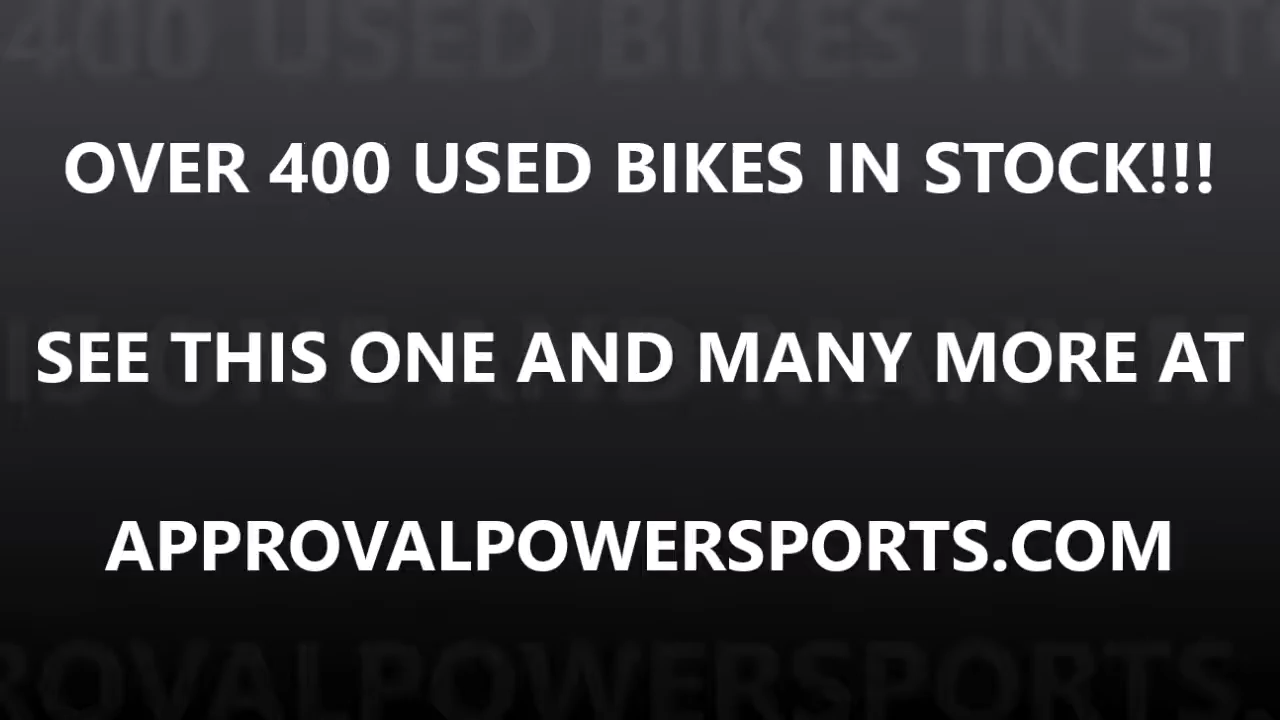 OVER 400 USED BIKES IN STOCK!!!
SEE THIS ONE AND MANY MORE AT
APPROVALPOWERSPORTS.COM